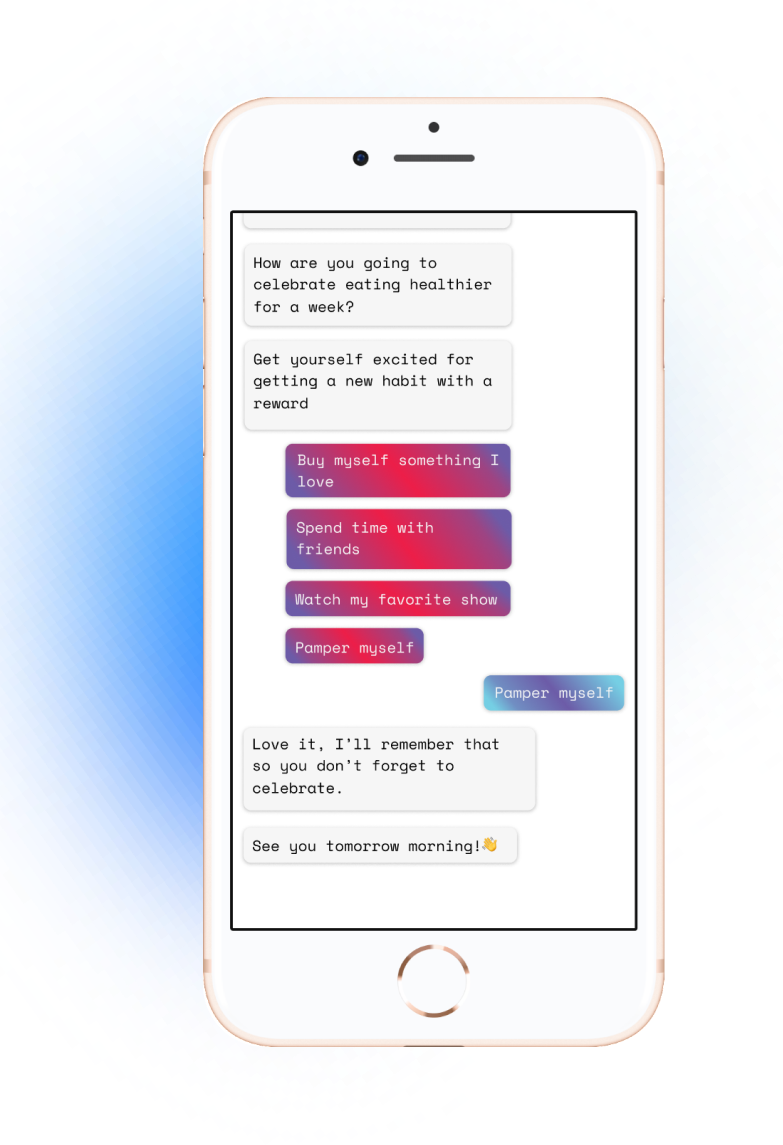 How are you going to
celebrate eating healthier
for a week?
Get yourself excited for
getting a new habit with a
reward
Buy myself something I
love
Spend time with
friends
Watch my favorite show
Pamper myself
Pamper myself
Love it, I’ll remember that
so you don’t forget to
celebrate.
See you tomorrow morning!👋